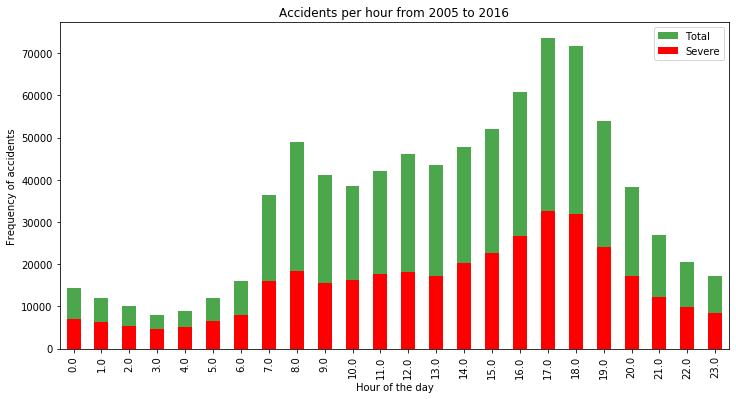 Accidents per hour from 2005 to 2016
Total
Severe
Frequency of accidents
70000
60000
50000
40000
30000
20000
10000
0
0.0 1.0 2.0 3.0 4.0 5.0 6.0 7.0 8.0 9.0 10.0 11.0 12.0 13.0 14.0 15.0 16.0 17.0 18.0 19.0 20.0 21.0 22.0 23.0
Hour of the day